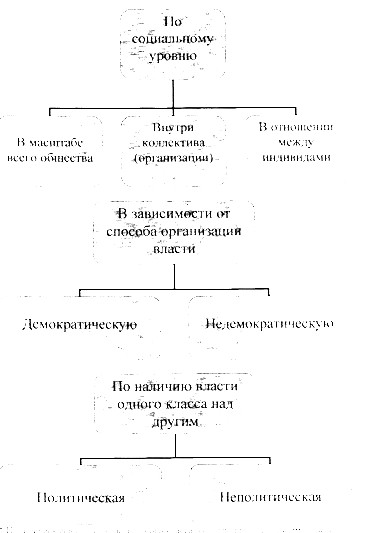 По
социальному
уровню
В масштабе
всего общества
Внутри
коллектива
(организации)
В отношении
между
индивидами
В зависимости от
способа организации
власти
Демократическую
Недемократическую
По наличию власти
одного класса над
другим
Политическая
Неполитическая